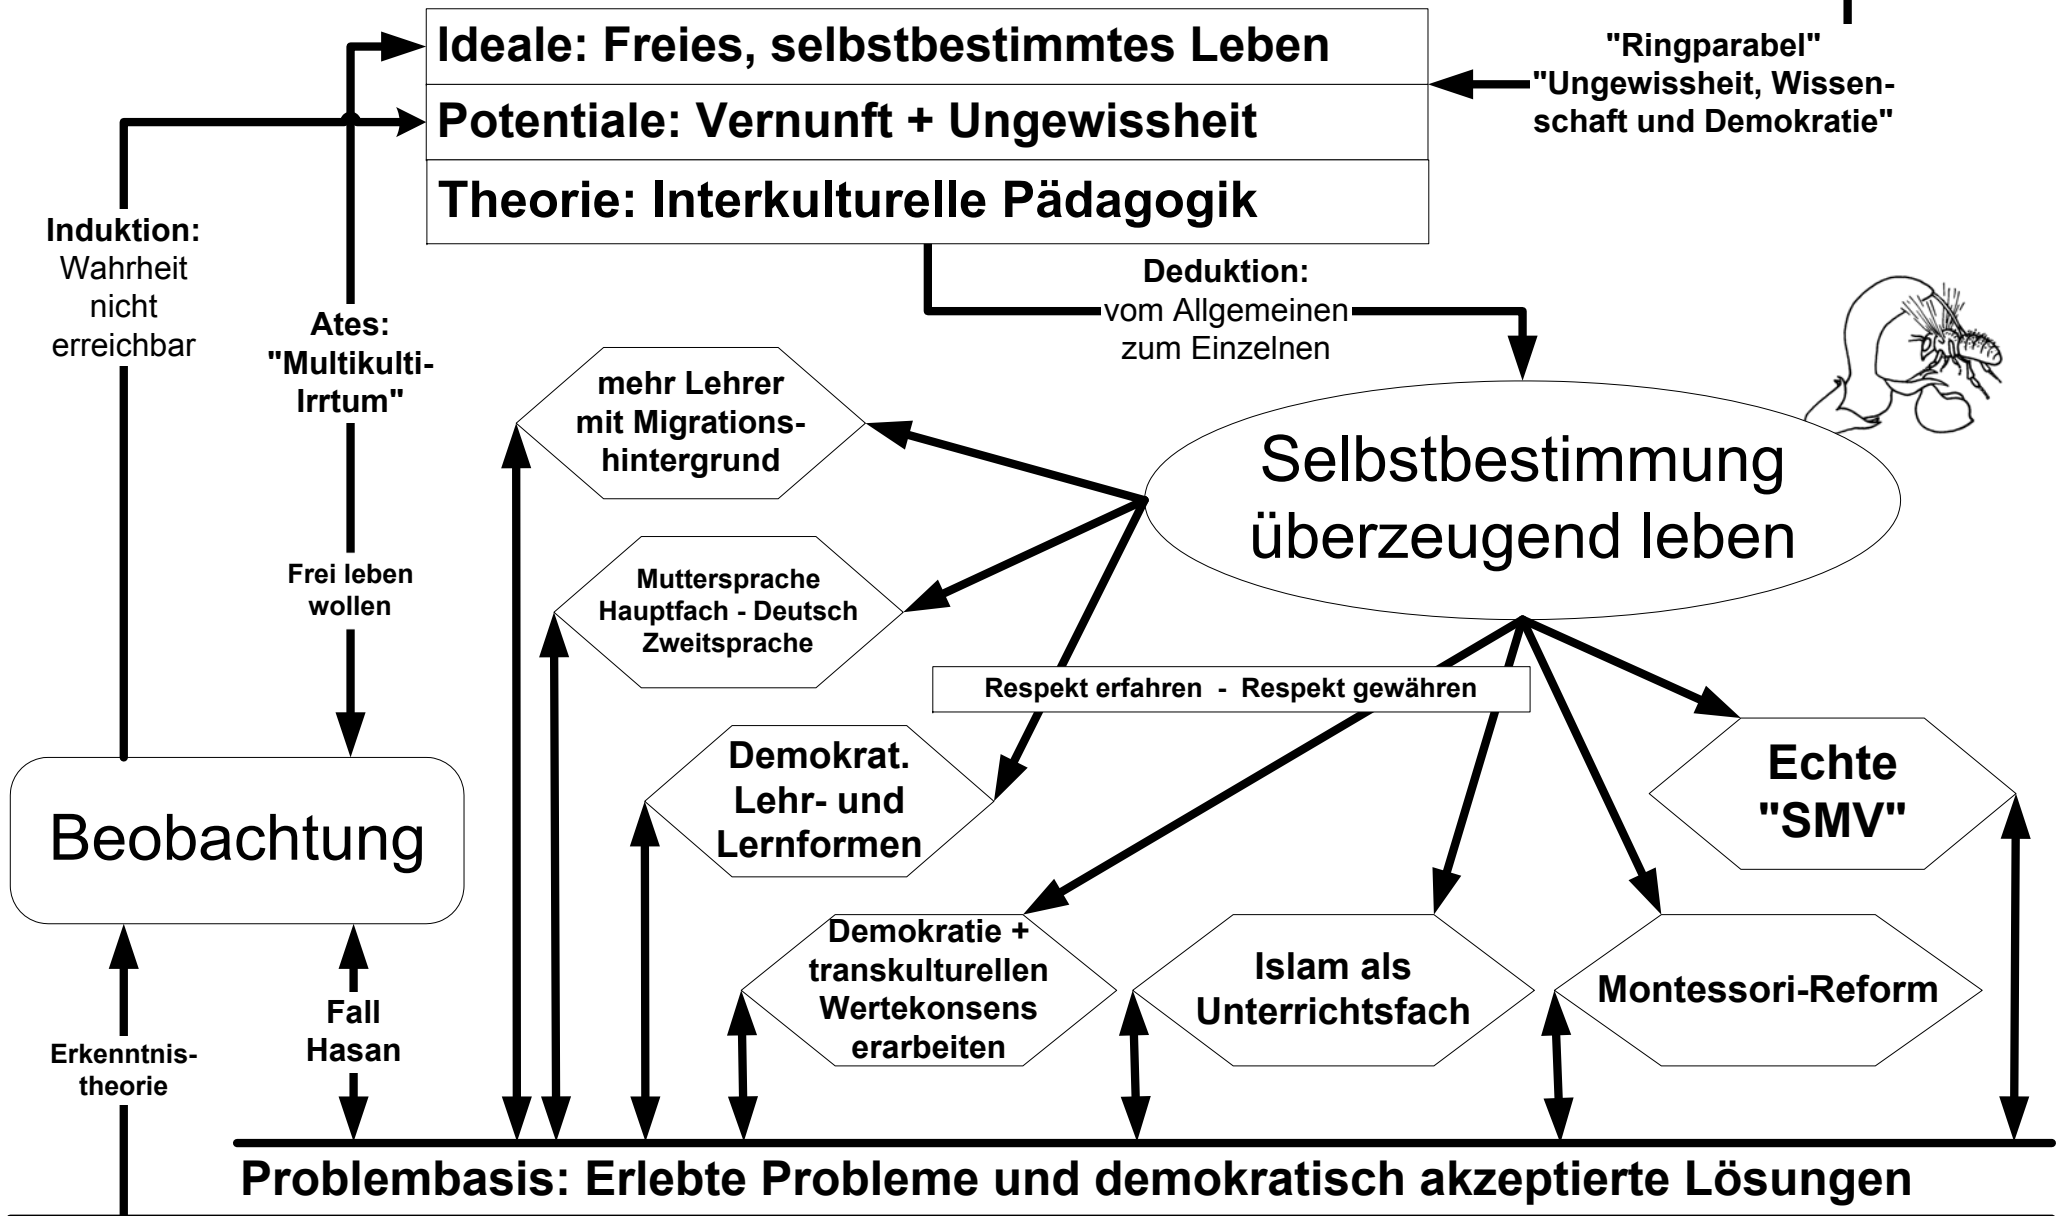 Ideale: Freies, selbstbestimmtes Leben
Potentiale: Vernunft + Ungewissheit
Theorie: Interkulturelle Pädagogik
"Ringparabel"
"Ungewissheit, Wissen-
schaft und Demokratie"
Induktion:
Wahrheit
nicht
erreichbar
Ates:
"Multikulti-
Irrtum"
Frei leben
wollen
Deduktion:
vom Allgemeinen
zum Einzelnen
Selbstbestimmung
überzeugend leben
mehr Lehrer
mit Migrations-
hintergrund
Muttersprache
Hauptfach - Deutsch
Zweitsprache
Respekt erfahren  -  Respekt gewähren
Demokrat.
Lehr- und
Lernformen
Echte
"SMV"
Beobachtung
Demokratie +
transkulturellen
Wertekonsens
erarbeiten
Islam als
Unterrichtsfach
Montessori-Reform
Erkenntnis-
theorie
Fall
Hasan
Problembasis: Erlebte Probleme und demokratisch akzeptierte Lösungen